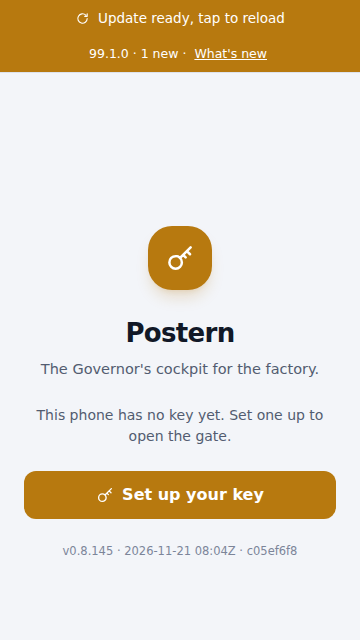 Update ready, tap to reload
99.1.0 · 1 new · What's new
Postern
The Governor's cockpit for the factory.
This phone has no key yet. Set one up to
open the gate.
Set up your key
v0.8.145 · 2026-11-21 08:04Z · c05ef6f8